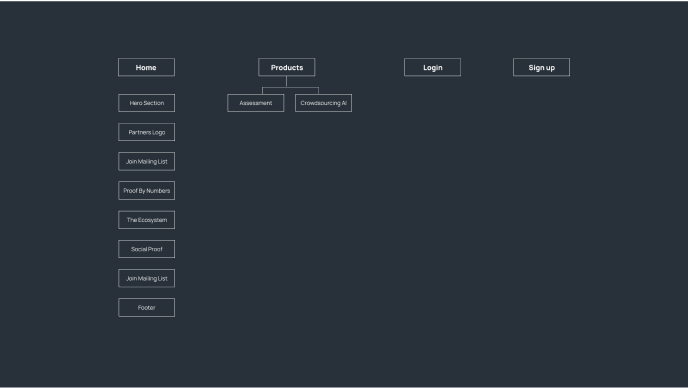 Home
Products
Login
Sign up
Hero Section
Assessment
Crowdsourcing AI
Partners Logo
Join Mailing List
Proof By Numbers
The Ecosystem
Social Proof
Join Mailing List
Footer